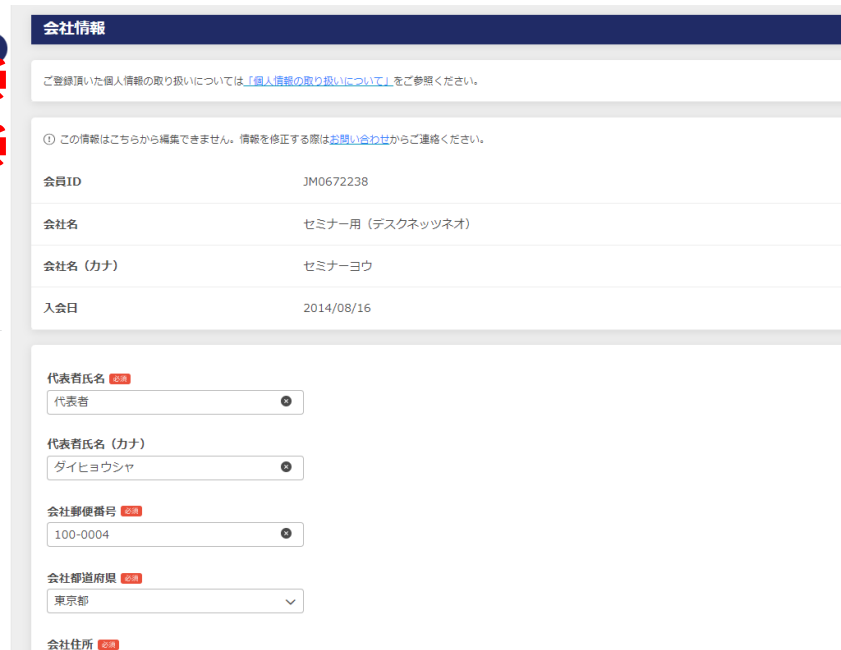 会社情報
ご登録頂いた個人情報の取り扱いについては「個人情報の取り扱いについて」をご参照ください。
この情報はこちらから編集できません。情報を修正する際はお問い合わせからご連絡ください。
会員ID JM0672238
会社名 セミナー用（デスクネッツネオ）
会社名（カナ） セミナーヨウ
入会日 2014/08/16
代表者氏名 必須
代表者
代表者氏名（カナ）
ダイヒョウシャ
会社郵便番号 必須
100-0004
会社都道府県 必須
東京都
会社住所 必須